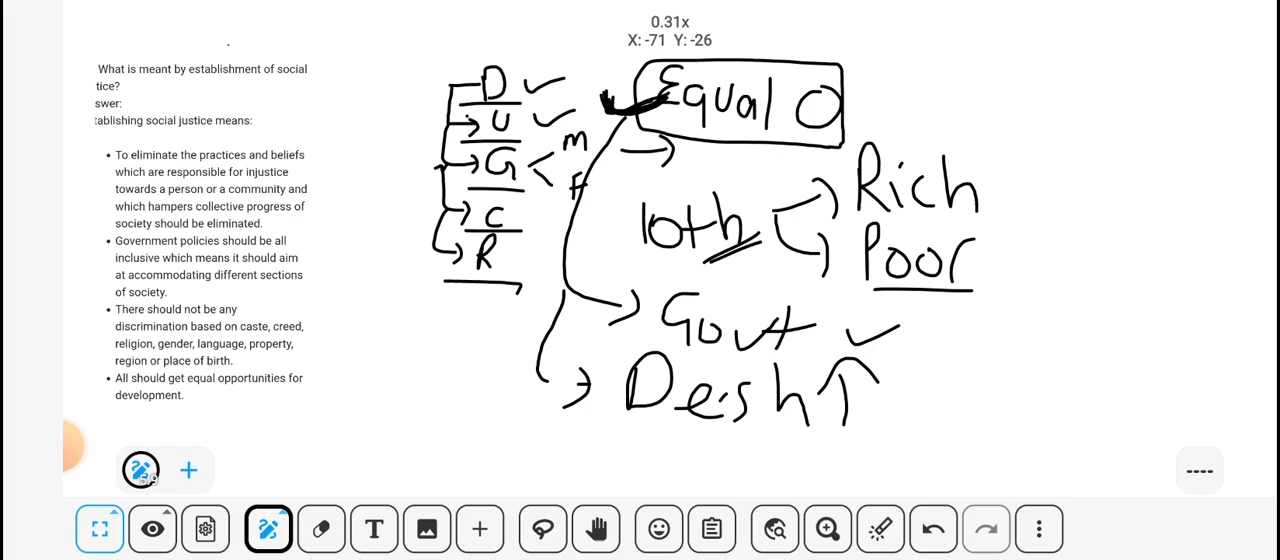 0.31x
X: -71 Y: -26
What is meant by establishment of social
tice?
swer:
tablishing social justice means:
• To eliminate the practices and beliefs
which are responsible for injustice
towards a person or a community and
which hampers collective progress of
society should be eliminated.
• Government policies should be all
inclusive which means it should aim
at accommodating different sections
of society.
• There should not be any
discrimination based on caste, creed,
religion, gender, language, property,
region or place of birth.
• All should get equal opportunities for
development.
D
U
G
m
F
C
R
Equal O
10th
Rich
Poor
Govt
Desh
T